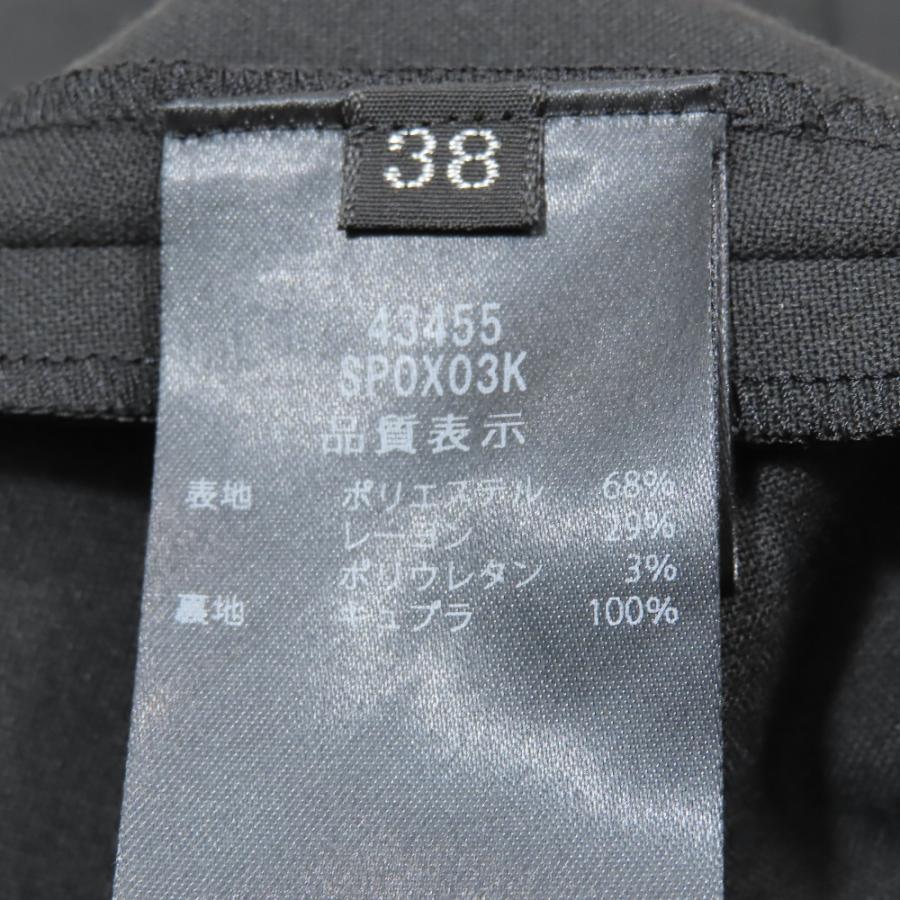 38
43455
SP0X03K
品質表示
表地 ポリエステル 68%
レーヨン 29%
ポリウレタン 3%
裏地 キュプラ 100%